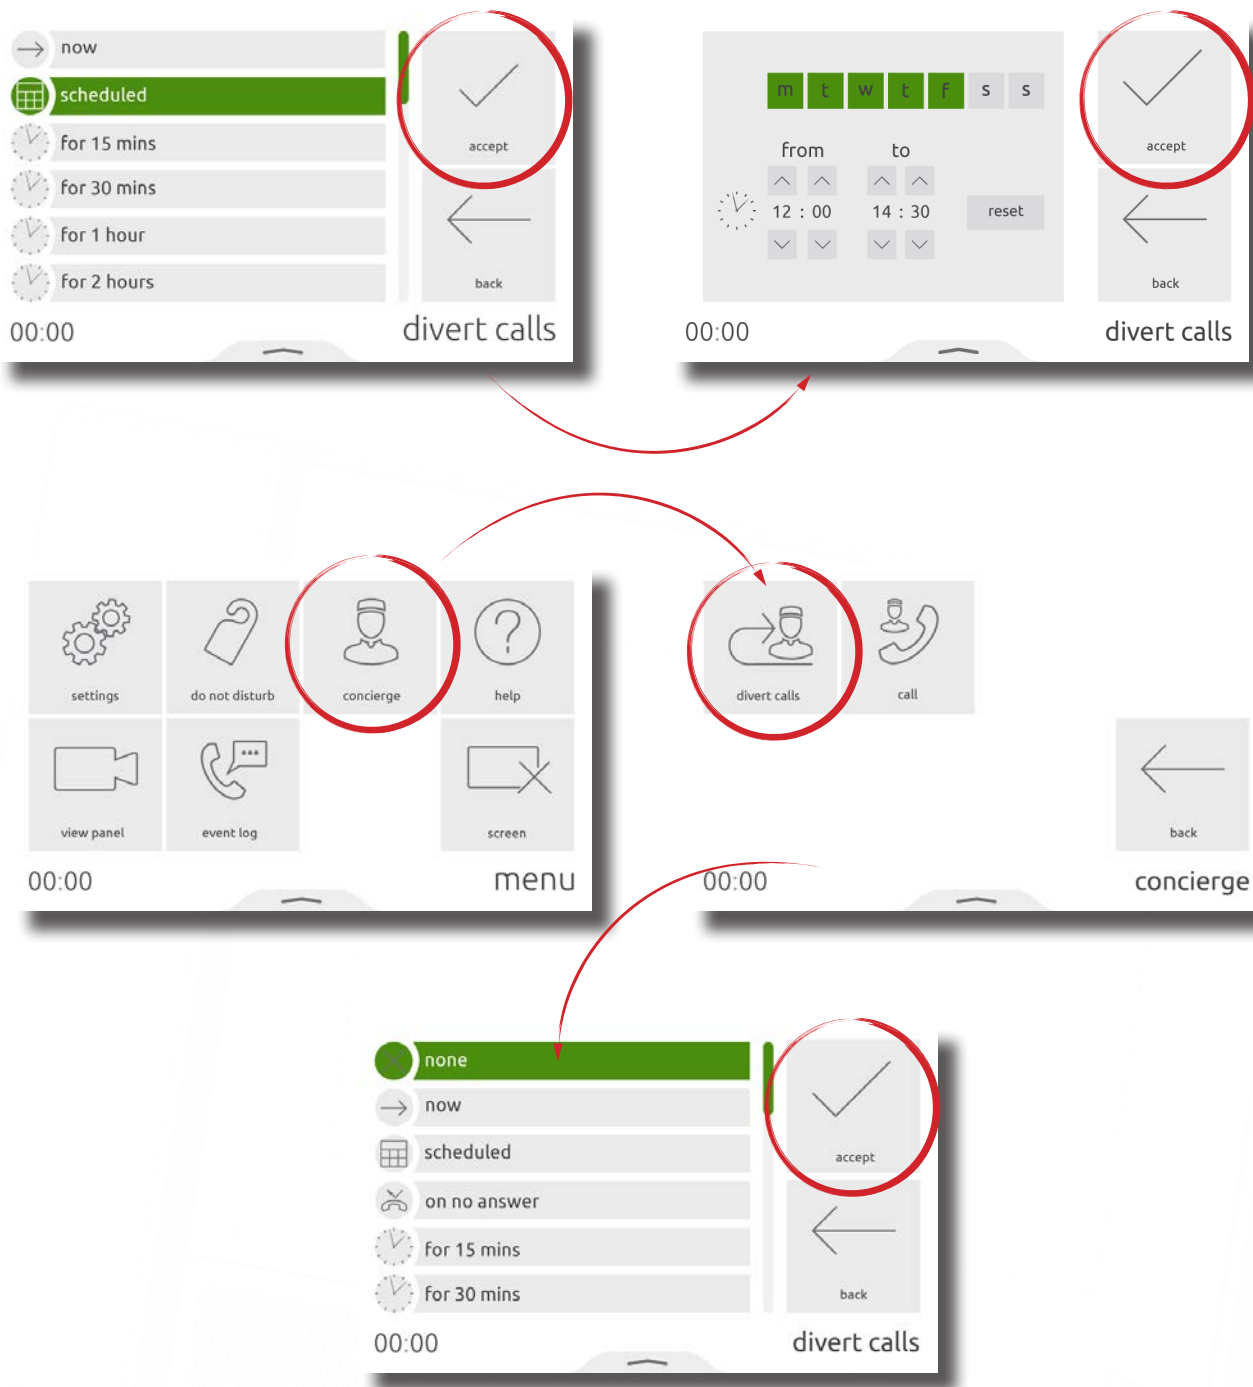 now
scheduled
for 15 mins
for 30 mins
for 1 hour
for 2 hours
accept
back
00:00
divert calls
m t w t f s s
from to
12 : 00 14 : 30
reset
accept
back
00:00
divert calls
settings
do not disturb
concierge
help
view panel
event log
screen
00:00
menu
divert calls
call
back
00:00
concierge
none
now
scheduled
on no answer
for 15 mins
for 30 mins
accept
back
00:00
divert calls